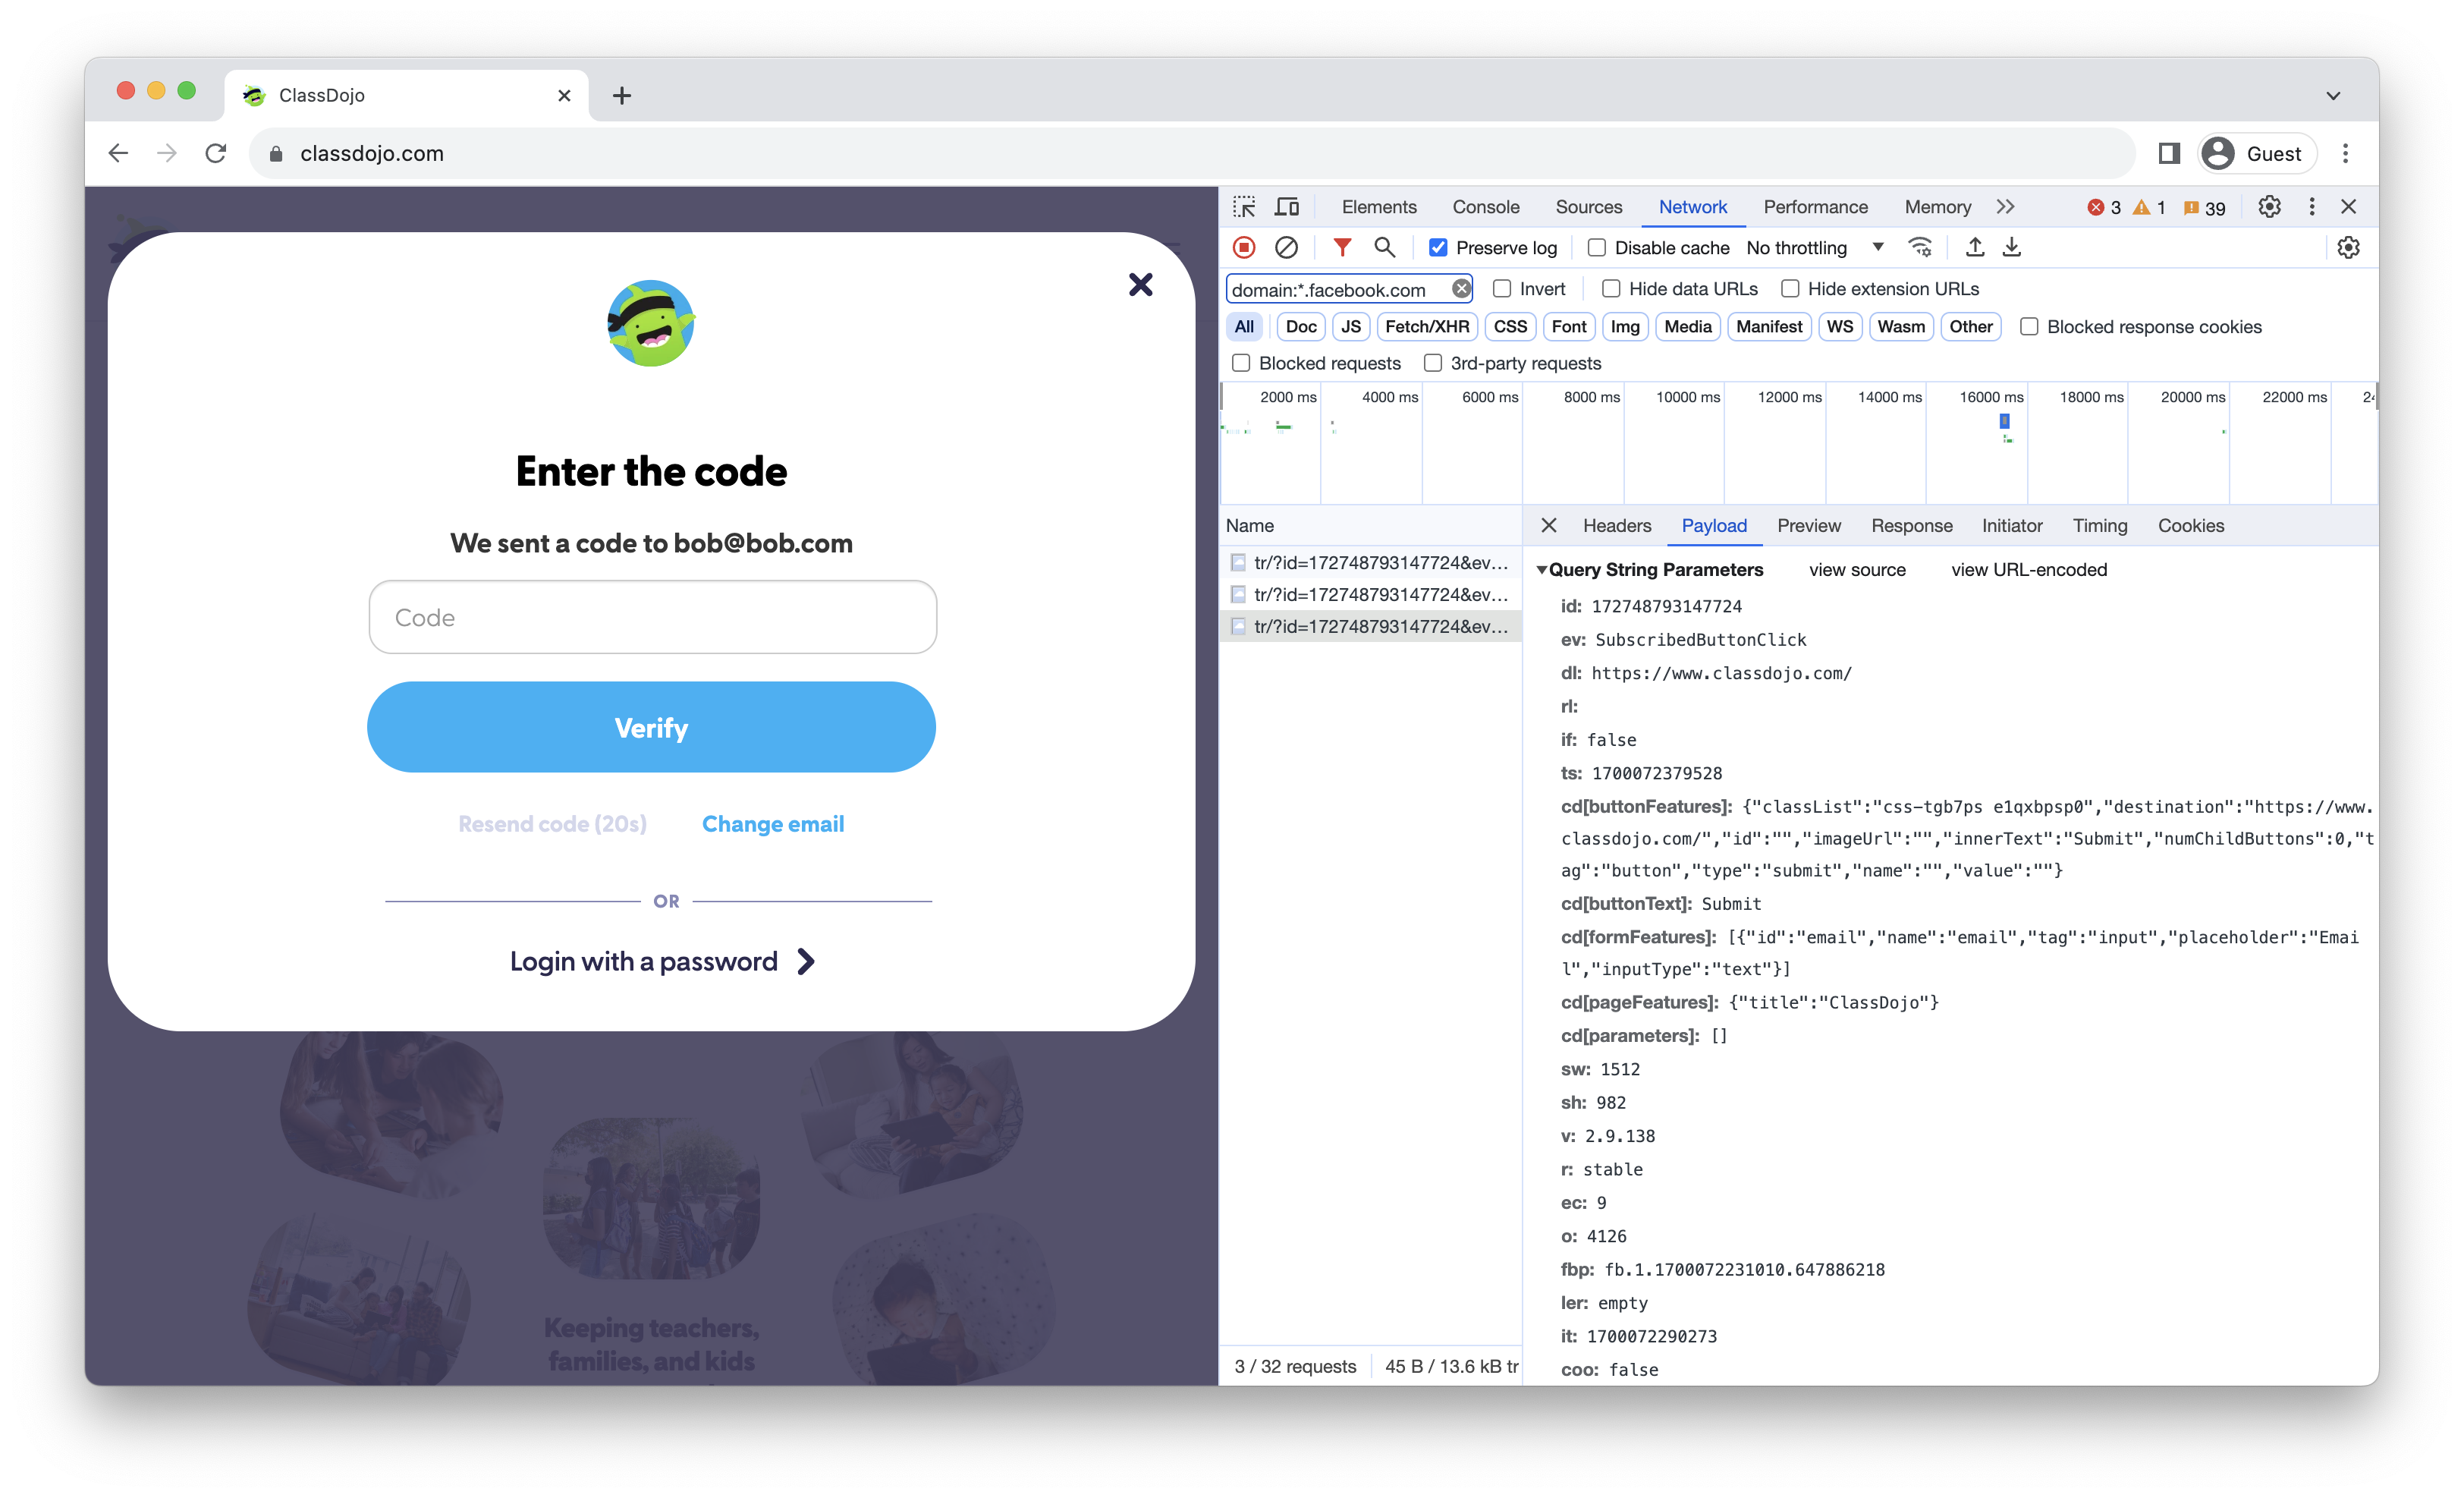 ClassDojo
classdojo.com
Guest
Enter the code
We sent a code to bob@bob.com
Code
Verify
Resend code (20s) Change email
OR
Login with a password
Keeping teachers,
families, and kids
Elements Console Sources Network Performance Memory 3 1 39
Preserve log Disable cache No throttling
domain:*.facebook.com Invert Hide data URLs Hide extension URLs
All Doc JS Fetch/XHR CSS Font Img Media Manifest WS Wasm Other Blocked response cookies
Blocked requests 3rd-party requests
2000 ms 4000 ms 6000 ms 8000 ms 10000 ms 12000 ms 14000 ms 16000 ms 18000 ms 20000 ms 22000 ms
Name
tr/?id=172748793147724&ev…
tr/?id=172748793147724&ev…
tr/?id=172748793147724&ev…
3 / 32 requests 45 B / 13.6 kB tr
Headers Payload Preview Response Initiator Timing Cookies
Query String Parameters view source view URL-encoded
id: 172748793147724
ev: SubscribedButtonClick
dl: https://www.classdojo.com/
rl:
if: false
ts: 1700072379528
cd[buttonFeatures]: {"classList":"css-tgb7ps e1qxbpsp0","destination":"https://www.
classdojo.com/","id":"","imageUrl":"","innerText":"Submit","numChildButtons":0,"t
ag":"button","type":"submit","name":"","value":""}
cd[buttonText]: Submit
cd[formFeatures]: [{"id":"email","name":"email","tag":"input","placeholder":"Emai
l","inputType":"text"}]
cd[pageFeatures]: {"title":"ClassDojo"}
cd[parameters]: []
sw: 1512
sh: 982
v: 2.9.138
r: stable
ec: 9
o: 4126
fbp: fb.1.1700072231010.647886218
ler: empty
it: 1700072290273
coo: false